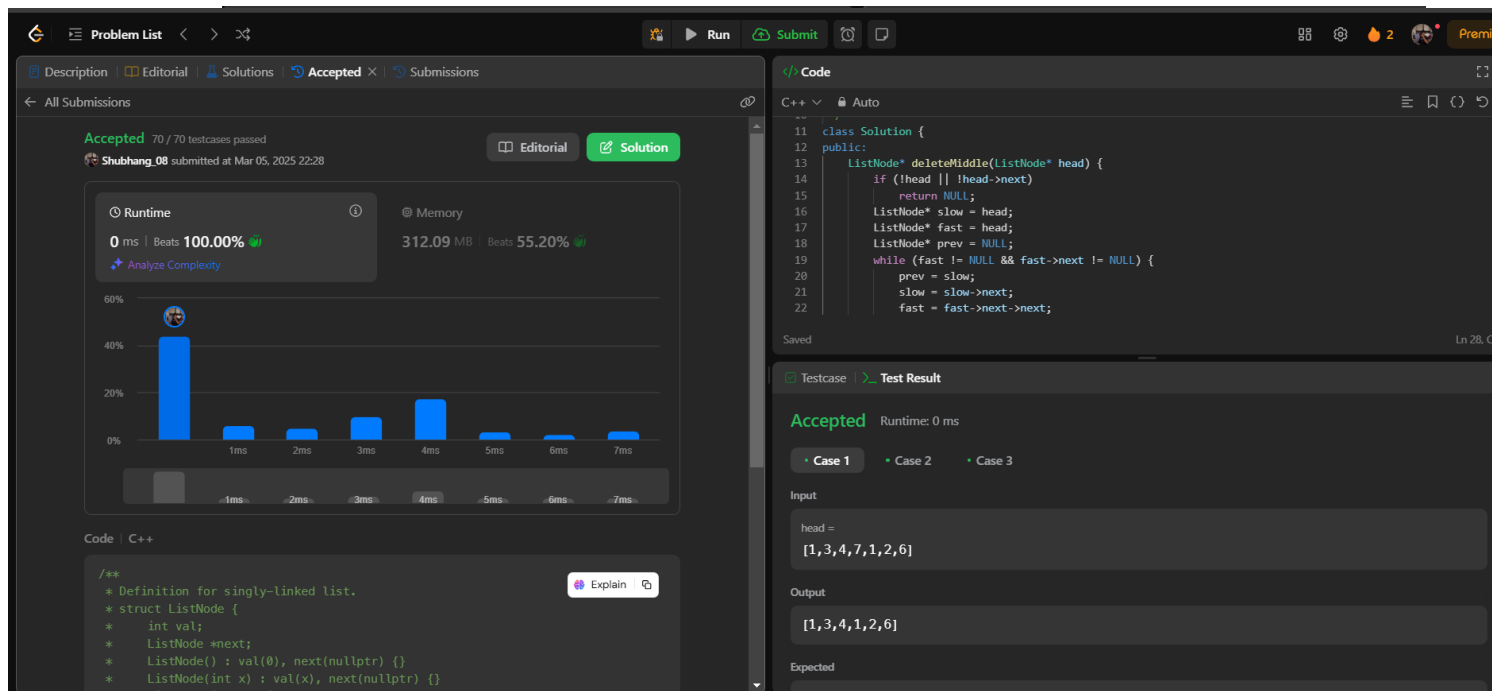 Problem List
Run
Submit
2
Premi
Description | Editorial | Solutions | Accepted × | Submissions
← All Submissions
Accepted 70 / 70 testcases passed
Shubhang_08 submitted at Mar 05, 2025 22:28
Editorial
Solution
Runtime
0 ms | Beats 100.00%
Analyze Complexity
Memory
312.09 MB | Beats 55.20%
60%
40%
20%
0%
1ms 2ms 3ms 4ms 5ms 6ms 7ms
1ms 2ms 3ms 4ms 5ms 6ms 7ms
Code | C++
Explain
/**
 * Definition for singly-linked list.
 * struct ListNode {
 *     int val;
 *     ListNode *next;
 *     ListNode() : val(0), next(nullptr) {}
 *     ListNode(int x) : val(x), next(nullptr) {}
</> Code
C++ Auto
11 class Solution {
12 public:
13     ListNode* deleteMiddle(ListNode* head) {
14         if (!head || !head->next)
15             return NULL;
16         ListNode* slow = head;
17         ListNode* fast = head;
18         ListNode* prev = NULL;
19         while (fast != NULL && fast->next != NULL) {
20             prev = slow;
21             slow = slow->next;
22             fast = fast->next->next;
Saved
Ln 28, C
Testcase | >_ Test Result
Accepted Runtime: 0 ms
• Case 1 • Case 2 • Case 3
Input
head =
[1,3,4,7,1,2,6]
Output
[1,3,4,1,2,6]
Expected